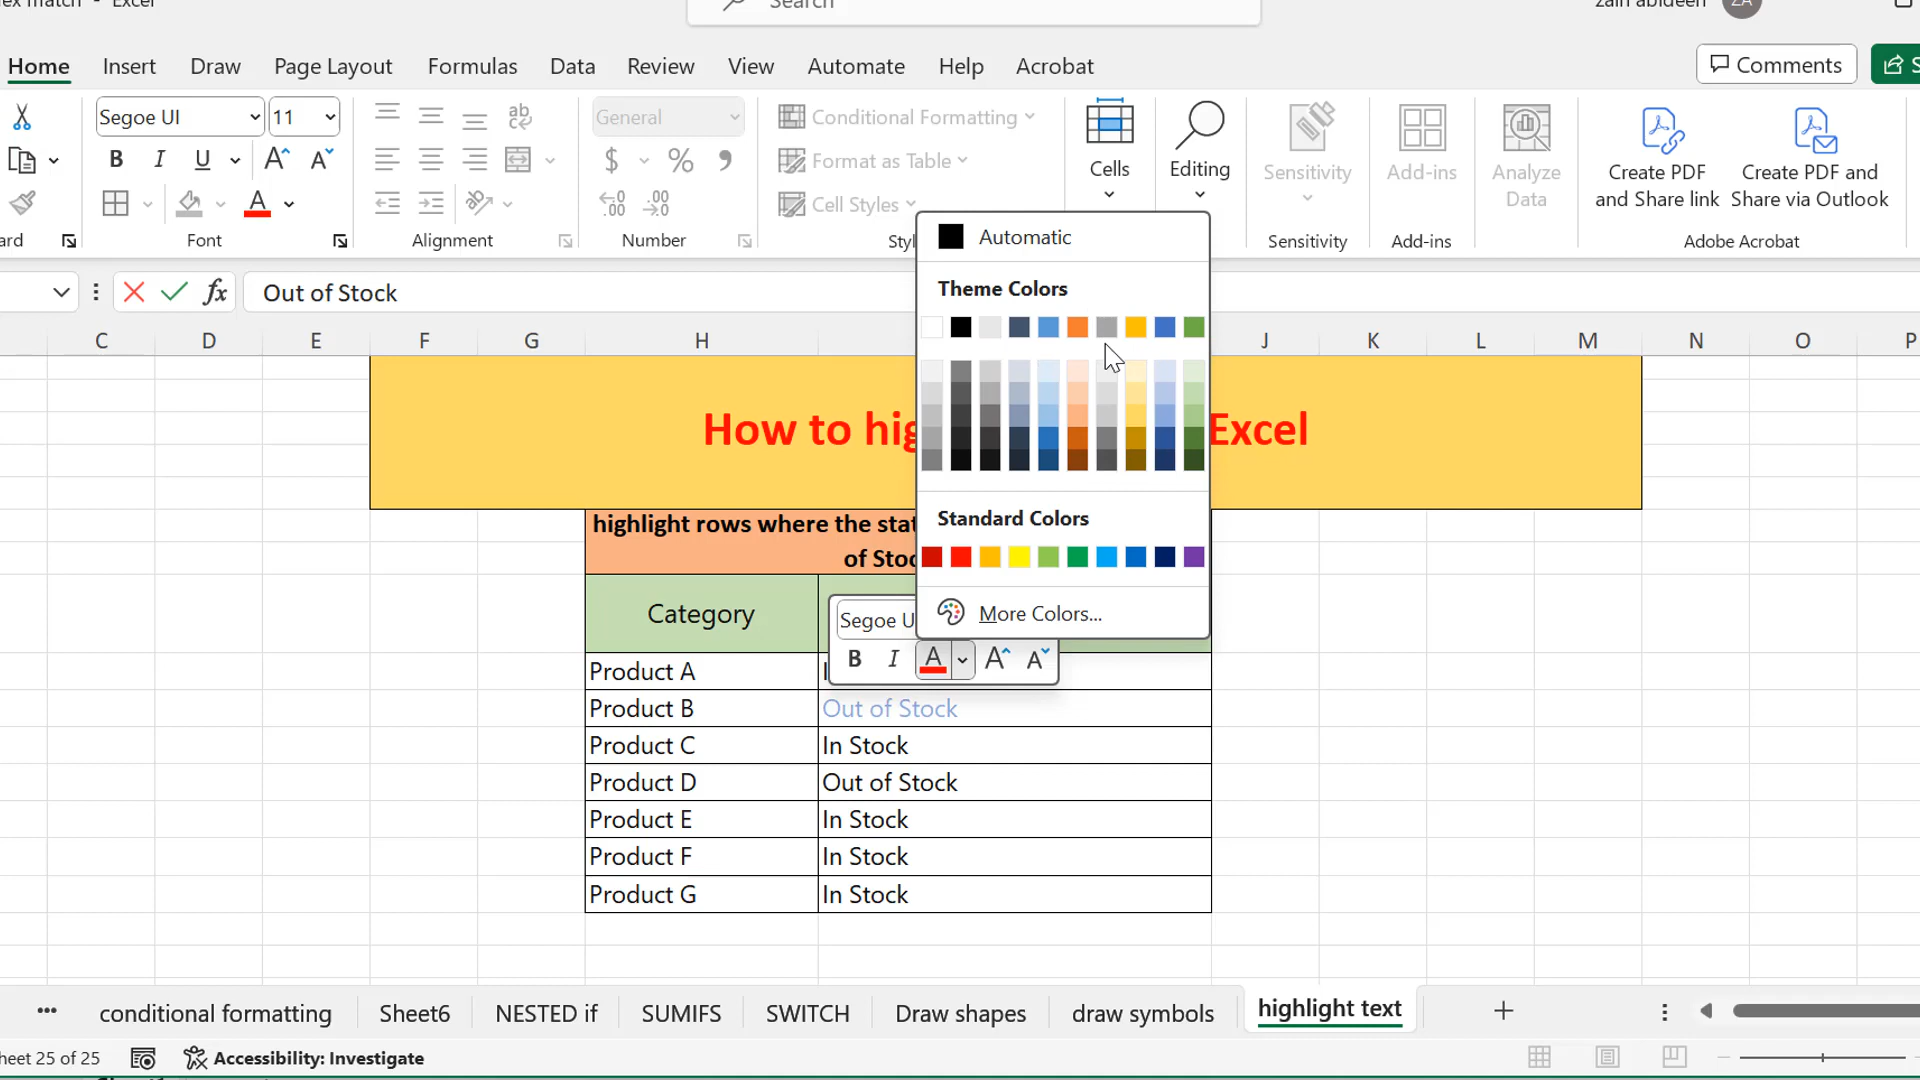 Excel
Search
zain abideen
ZA
Home
Insert
Draw
Page Layout
Formulas
Data
Review
View
Automate
Help
Acrobat
Comments
Segoe UI
11
General
Conditional Formatting
Format as Table
Cell Styles
Cells
Editing
Sensitivity
Add-ins
Analyze
Data
Create PDF
and Share link
Create PDF and
Share via Outlook
Font
Alignment
Number
Sensitivity
Add-ins
Adobe Acrobat
Out of Stock
Automatic
Theme Colors
Standard Colors
More Colors...
C D E F G H J K L M N O P
How to hig Excel
highlight rows where the stat
of Stoc
Category
Segoe U
B I A A A
Product A
Product B Out of Stock
Product C In Stock
Product D Out of Stock
Product E In Stock
Product F In Stock
Product G In Stock
conditional formatting
Sheet6
NESTED if
SUMIFS
SWITCH
Draw shapes
draw symbols
highlight text
heet 25 of 25
Accessibility: Investigate